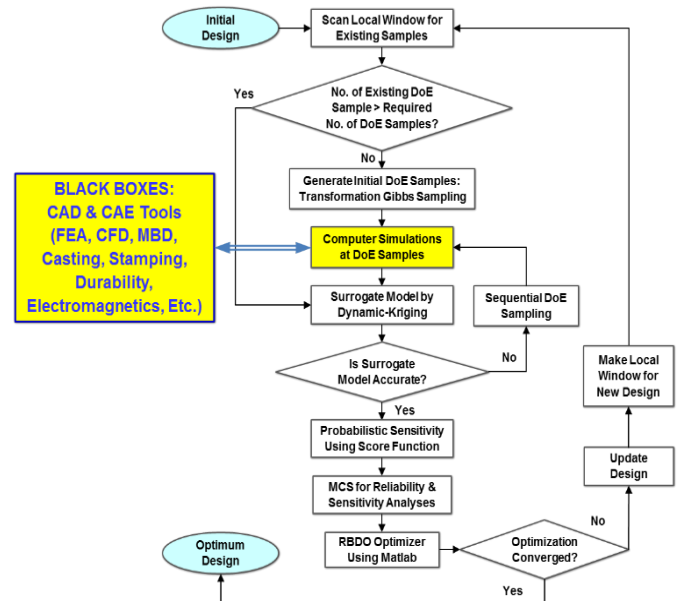 Initial
Design
Scan Local Window for
Existing Samples
Yes
No. of Existing DoE
Sample > Required
No. of DoE Samples?
No
Generate Initial DoE Samples:
Transformation Gibbs Sampling
BLACK BOXES:
CAD & CAE Tools
(FEA, CFD, MBD,
Casting, Stamping,
Durability,
Electromagnetics, Etc.)
Computer Simulations
at DoE Samples
Surrogate Model by
Dynamic-Kriging
Sequential DoE
Sampling
Is Surrogate
Model Accurate?
No
Make Local
Window for
New Design
Yes
Probabilistic Sensitivity
Using Score Function
Update
Design
MCS for Reliability &
Sensitivity Analyses
No
Optimum
Design
RBDO Optimizer
Using Matlab
Optimization
Converged?
Yes